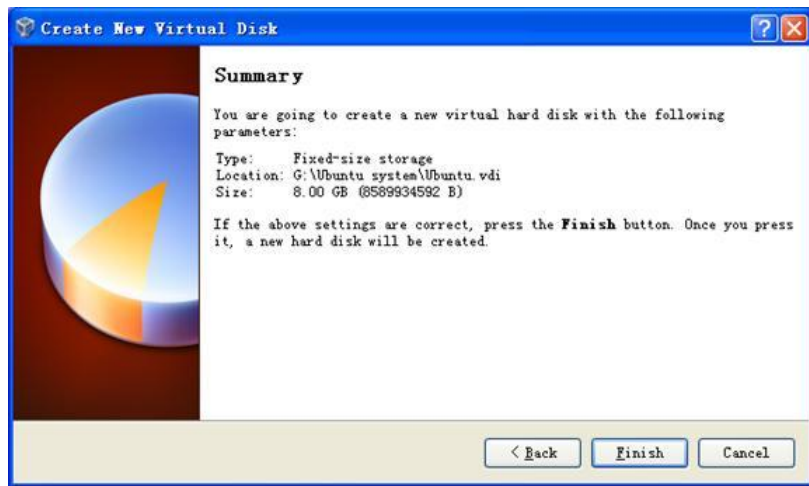 Create New Virtual Disk
Summary
You are going to create a new virtual hard disk with the following
parameters:
Type: Fixed-size storage
Location: G:\Ubuntu system\Ubuntu.vdi
Size: 8.00 GB (8589934592 B)
If the above settings are correct, press the Finish button. Once you press
it, a new hard disk will be created.
< Back Finish Cancel